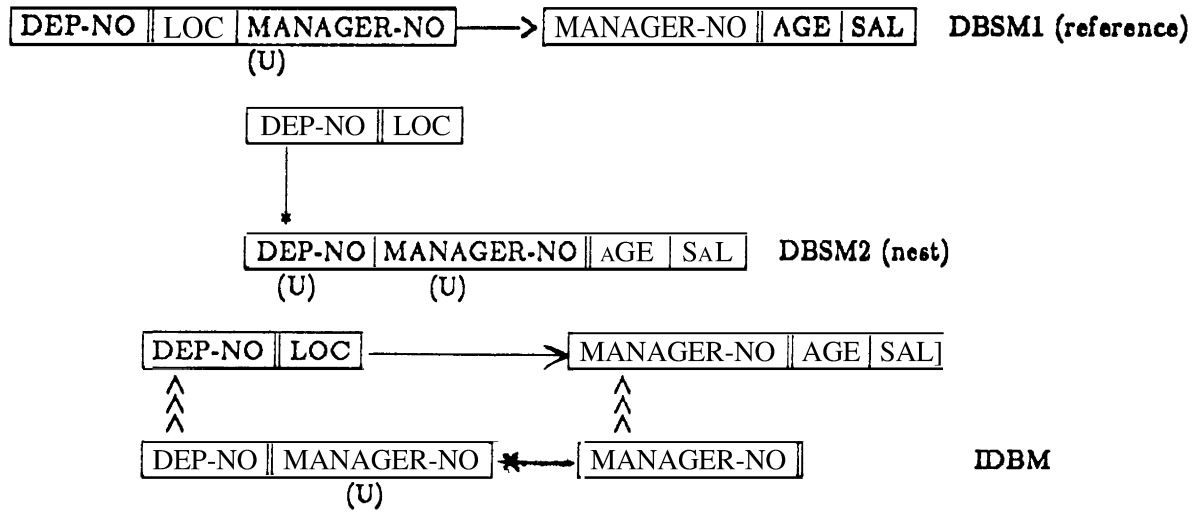 DEP-NO LOC MANAGER-NO MANAGER-NO AGE SAL DBSM1 (reference)
(U)
DEP-NO LOC
DEP-NO MANAGER-NO AGE SAL DBSM2 (nest)
(U) (U)
DEP-NO LOC MANAGER-NO AGE SAL
DEP-NO MANAGER-NO MANAGER-NO IDBM
(U)